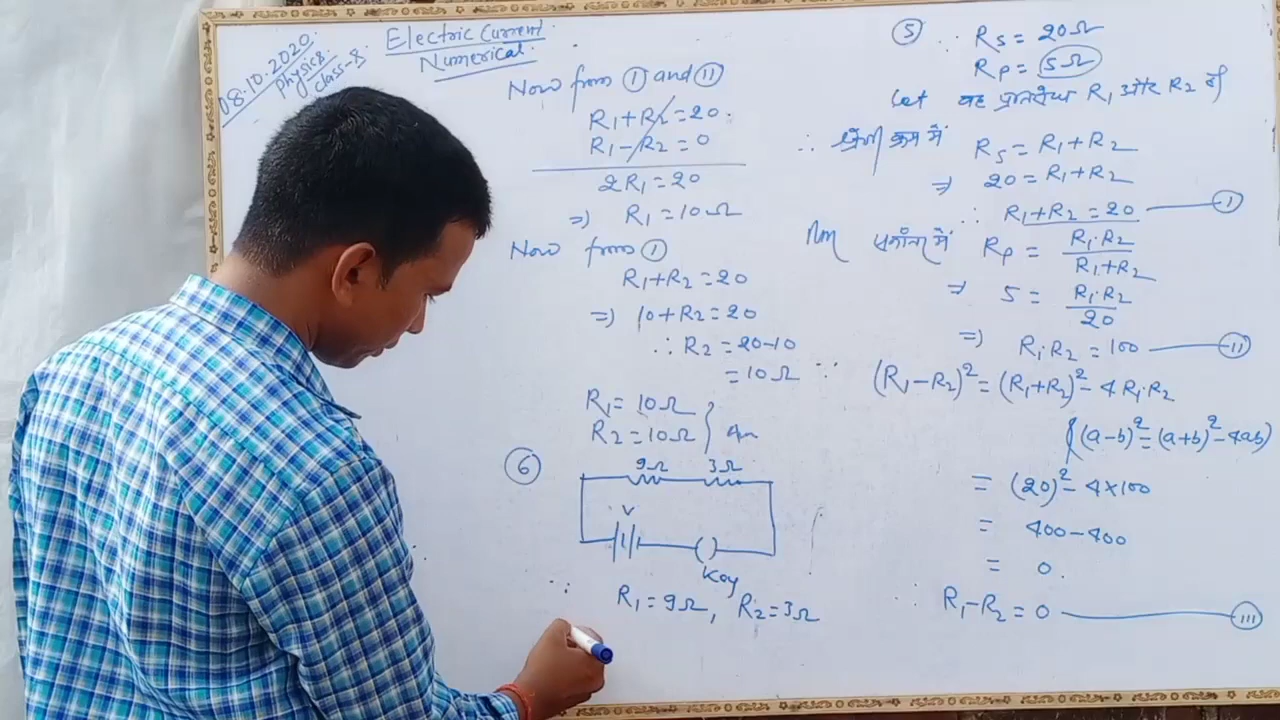 08.10.2020
Physics
class-X
Electric Current
Numerical
Now from Ⓘ and ⓘⓘ
R₁+R₂=20
R₁-R₂=0
2R₁=20
=) R₁=10Ω
Now from Ⓘ
R₁+R₂=20
=) 10+R₂=20
∴ R₂=20-10
=10Ω
R₁=10Ω
R₂=10Ω } An
⑥
9Ω 3Ω
V
Key
∵ R₁=9Ω, R₂=3Ω
⑤ ∵ RS=20Ω
RP=5Ω
Let वह प्रतिरोध R₁ और R₂ है
∴ श्रेणी क्रम में RS=R₁+R₂
⇒ 20=R₁+R₂
∴ R₁+R₂=20 — Ⓘ
समांतर में RP = R₁·R₂/R₁+R₂
⇒ 5 = R₁·R₂/20
⇒ R₁·R₂=100 — ⓘⓘ
∵ (R₁-R₂)²=(R₁+R₂)²-4R₁·R₂
{(a-b)²=(a+b)²-4ab}
= (20)²-4×100
= 400-400
= 0.
∴ R₁-R₂=0 — ⓘⓘⓘ